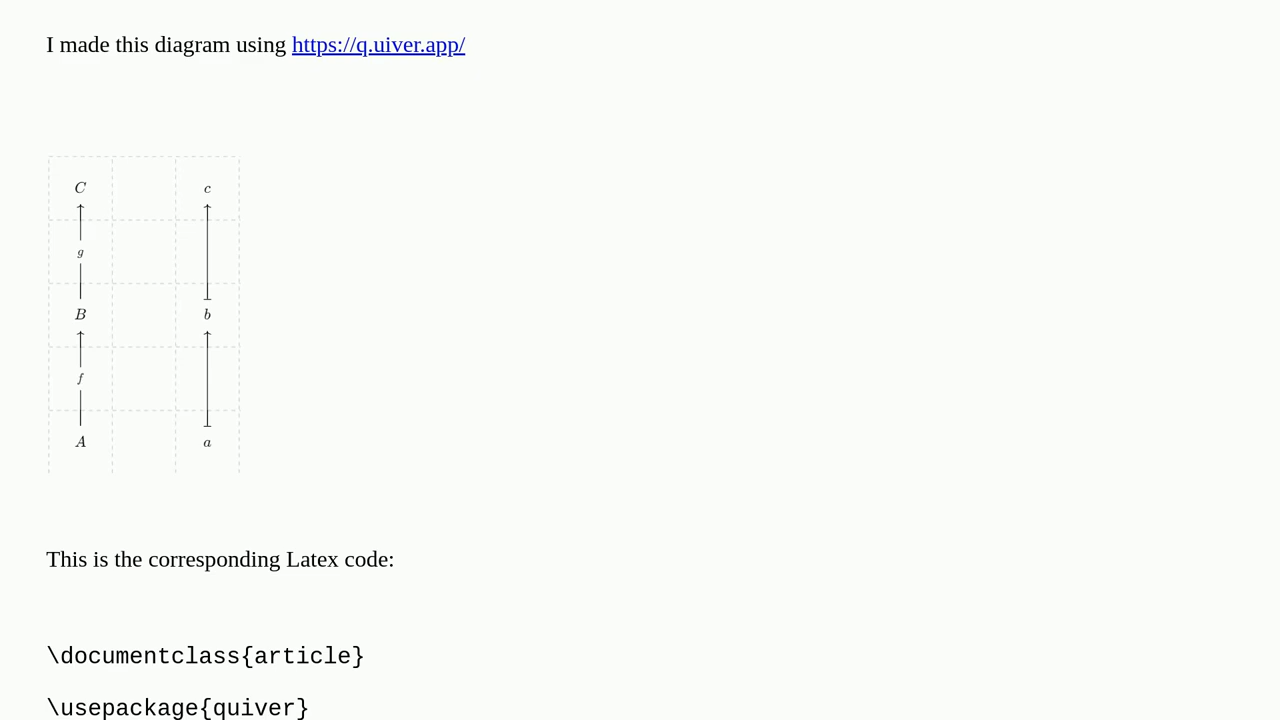 I made this diagram using https://q.uiver.app/
C c
g
B b
f
A a
This is the corresponding Latex code:
\documentclass{article}
\usepackage{quiver}